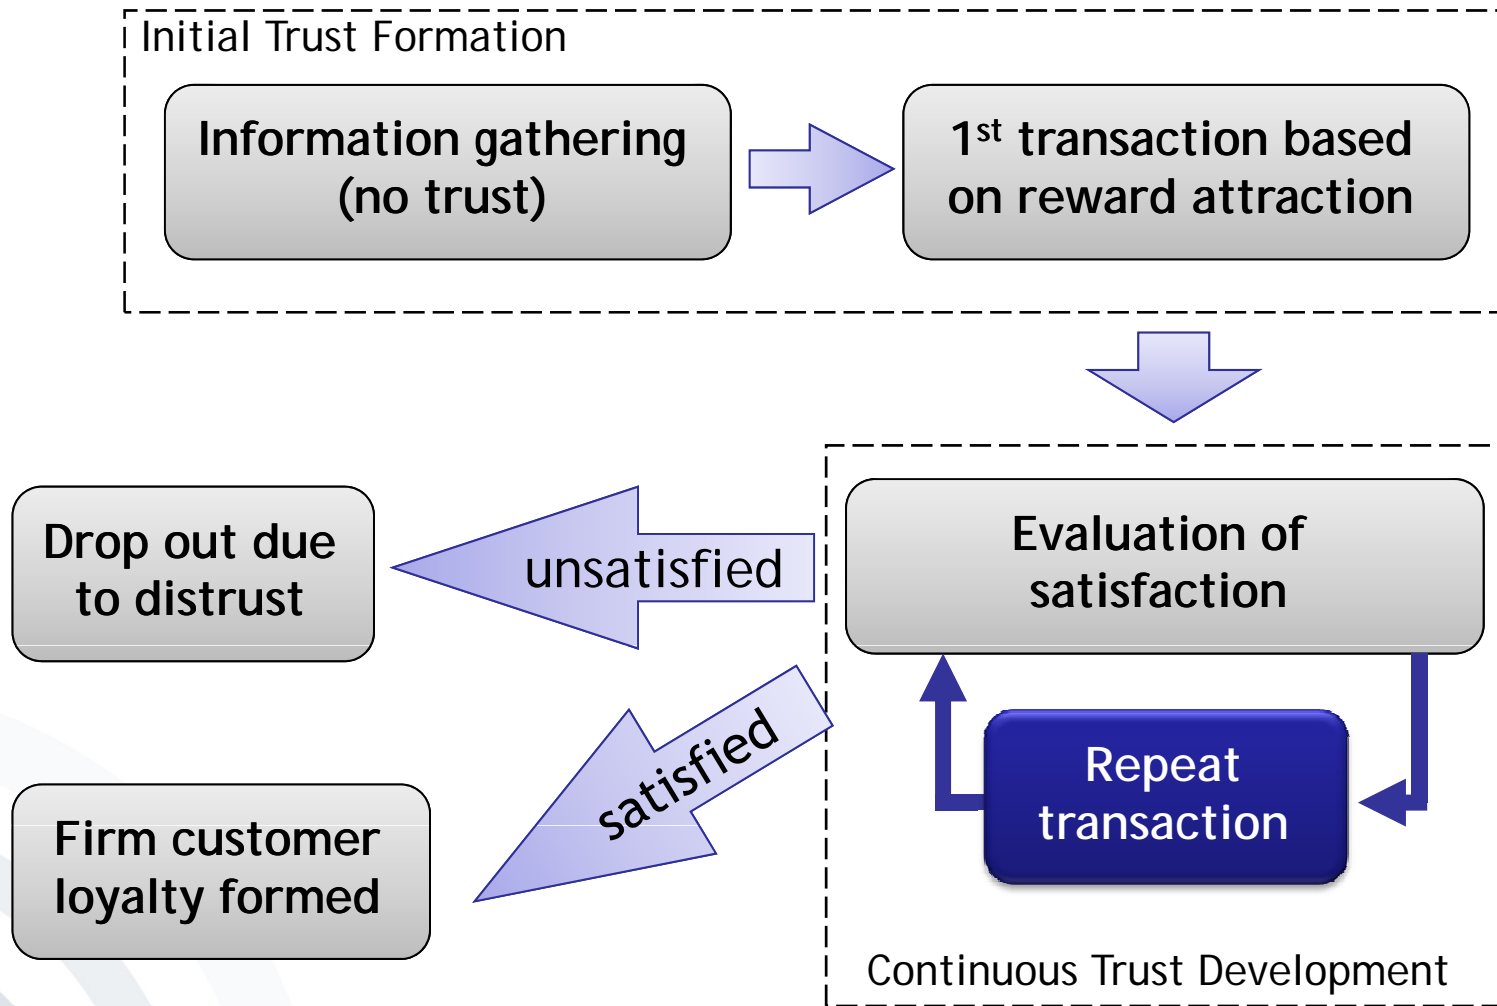 Initial Trust Formation
Information gathering
(no trust)
1st transaction based
on reward attraction
Drop out due
to distrust
unsatisfied
Evaluation of
satisfaction
satisfied
Repeat
transaction
Firm customer
loyalty formed
Continuous Trust Development